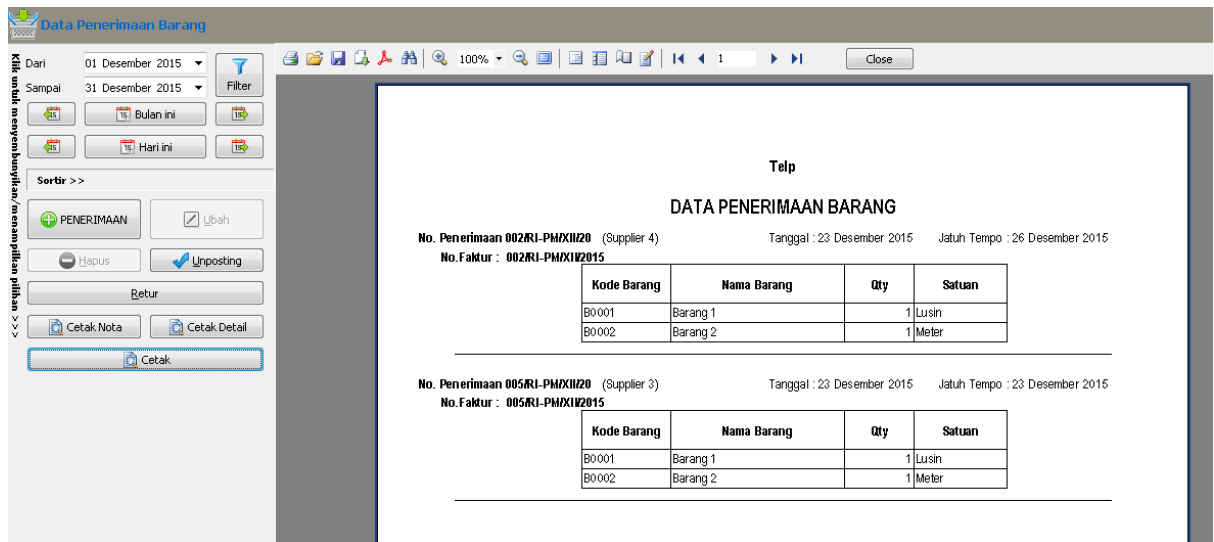 Data Penerimaan Barang
Klik untuk menyembunyikan/menampilkan pilihan >>>
Dari 01 Desember 2015
Sampai 31 Desember 2015
Filter
Bulan ini
Hari ini
Sortir >>
PENERIMAAN Ubah
Hapus Unposting
Retur
Cetak Nota Cetak Detail
Cetak
100% 1 Close
Telp
DATA PENERIMAAN BARANG
No. Penerimaan 002/RI-PM/XII/20 (Supplier 4) Tanggal : 23 Desember 2015 Jatuh Tempo : 26 Desember 2015
No.Faktur : 002/RI-PM/XII/2015
Kode Barang Nama Barang Qty Satuan
B0001 Barang 1 1 Lusin
B0002 Barang 2 1 Meter
No. Penerimaan 005/RI-PM/XII/20 (Supplier 3) Tanggal : 23 Desember 2015 Jatuh Tempo : 23 Desember 2015
No.Faktur : 005/RI-PM/XII/2015
Kode Barang Nama Barang Qty Satuan
B0001 Barang 1 1 Lusin
B0002 Barang 2 1 Meter